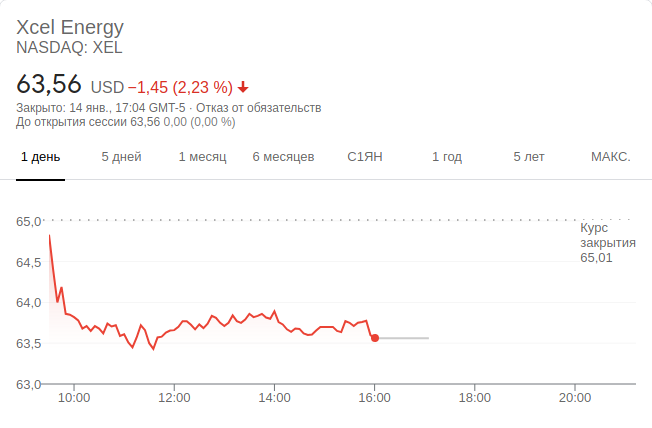 Xcel Energy
NASDAQ: XEL
63,56 USD −1,45 (2,23 %)
Закрыто: 14 янв., 17:04 GMT-5 · Отказ от обязательств
До открытия сессии 63,56 0,00 (0,00 %)
1 день 5 дней 1 месяц 6 месяцев С1ЯН 1 год 5 лет МАКС.
65,0
Курс
закрытия
65,01
64,5
64,0
63,5
63,0
10:00 12:00 14:00 16:00 18:00 20:00